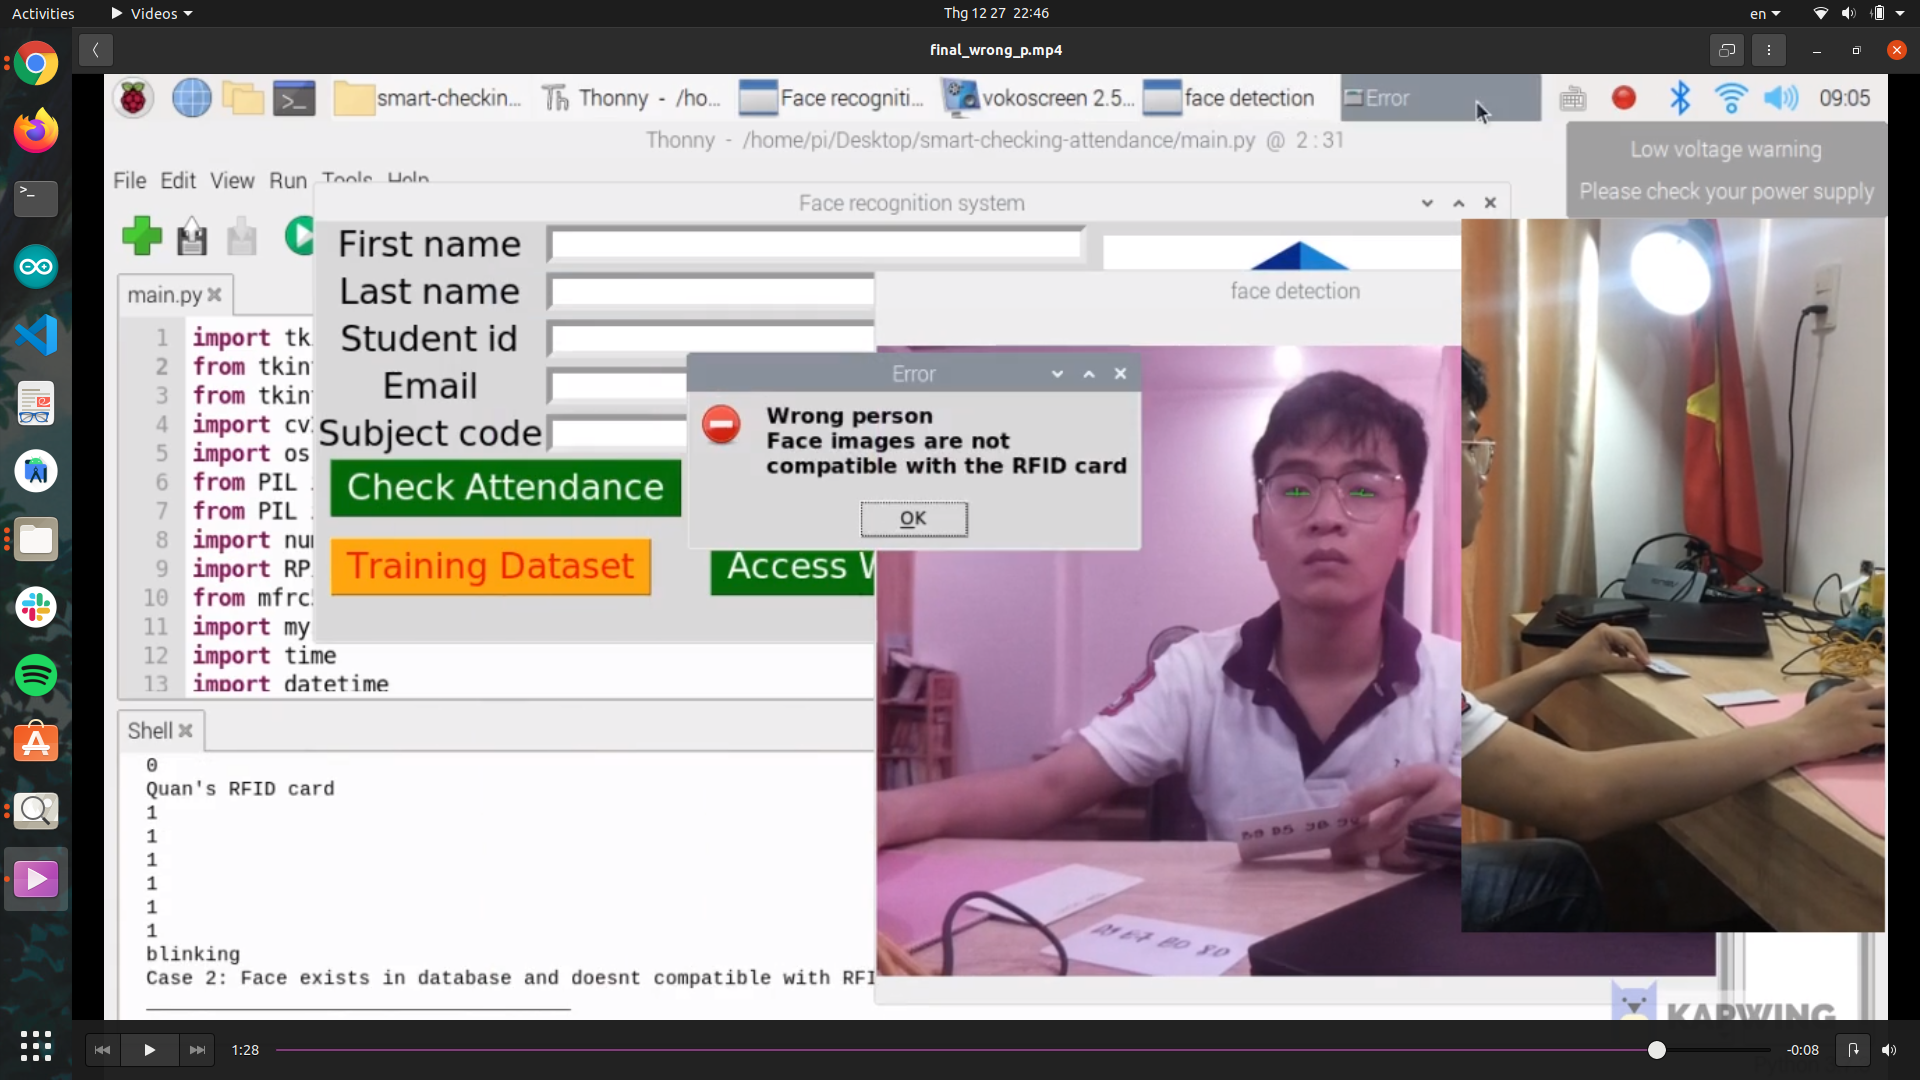 Activities
Videos
Thg 12 27 22:46
en
final_wrong_p.mp4
smart-checkin...
Thonny - /ho...
Face recogniti...
vokoscreen 2.5...
face detection
Error
09:05
Thonny - /home/pi/Desktop/smart-checking-attendance/main.py @ 2:31
Low voltage warning
Please check your power supply
File Edit View Run Tools Help
Face recognition system
First name
Last name
Student id
Email
Subject code
Check Attendance
Training Dataset
Access W
face detection
Error
Wrong person
Face images are not
compatible with the RFID card
OK
main.py
1 import tk
2 from tkin
3 from tkin
4 import cv
5 import os
6 from PIL
7 from PIL
8 import nu
9 import RP
10 from mfrc
11 import my
12 import time
13 import datetime
Shell
0
Quan's RFID card
1
1
1
1
1
1
blinking
Case 2: Face exists in database and doesnt compatible with RFI
KAPWING
1:28
-0:08